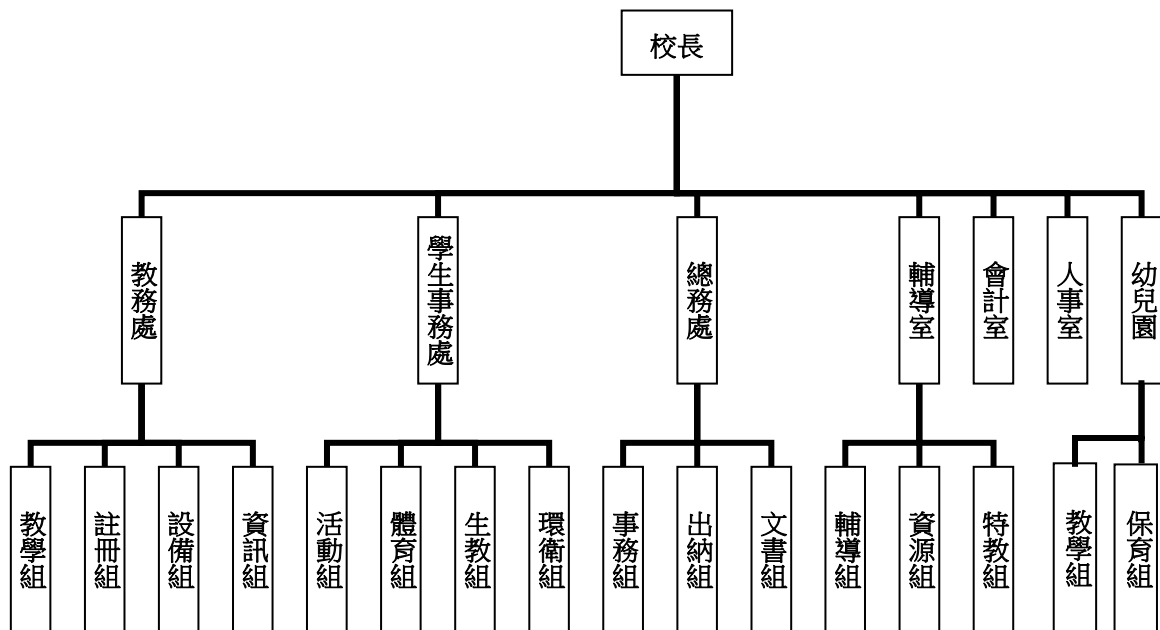 校長
教務處
學生事務處
總務處
輔導室
會計室
人事室
幼兒園
教學組
註冊組
設備組
資訊組
活動組
體育組
生教組
環衛組
事務組
出納組
文書組
輔導組
資源組
特教組
教學組
保育組